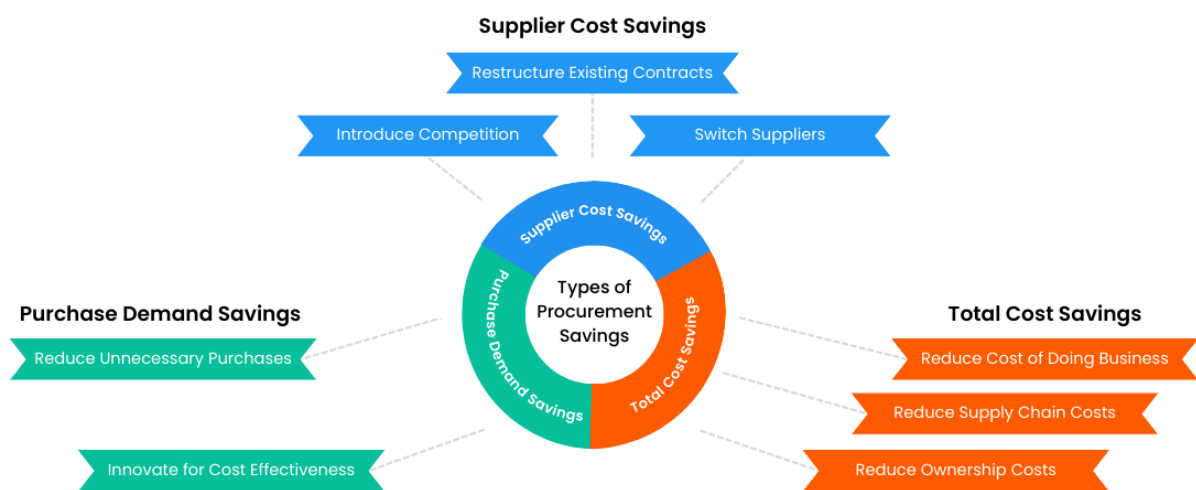 Supplier Cost Savings
Restructure Existing Contracts
Introduce Competition
Switch Suppliers
Supplier Cost Savings
Purchase Demand Savings
Total Cost Savings
Types of
Procurement
Savings
Purchase Demand Savings
Reduce Unnecessary Purchases
Innovate for Cost Effectiveness
Total Cost Savings
Reduce Cost of Doing Business
Reduce Supply Chain Costs
Reduce Ownership Costs